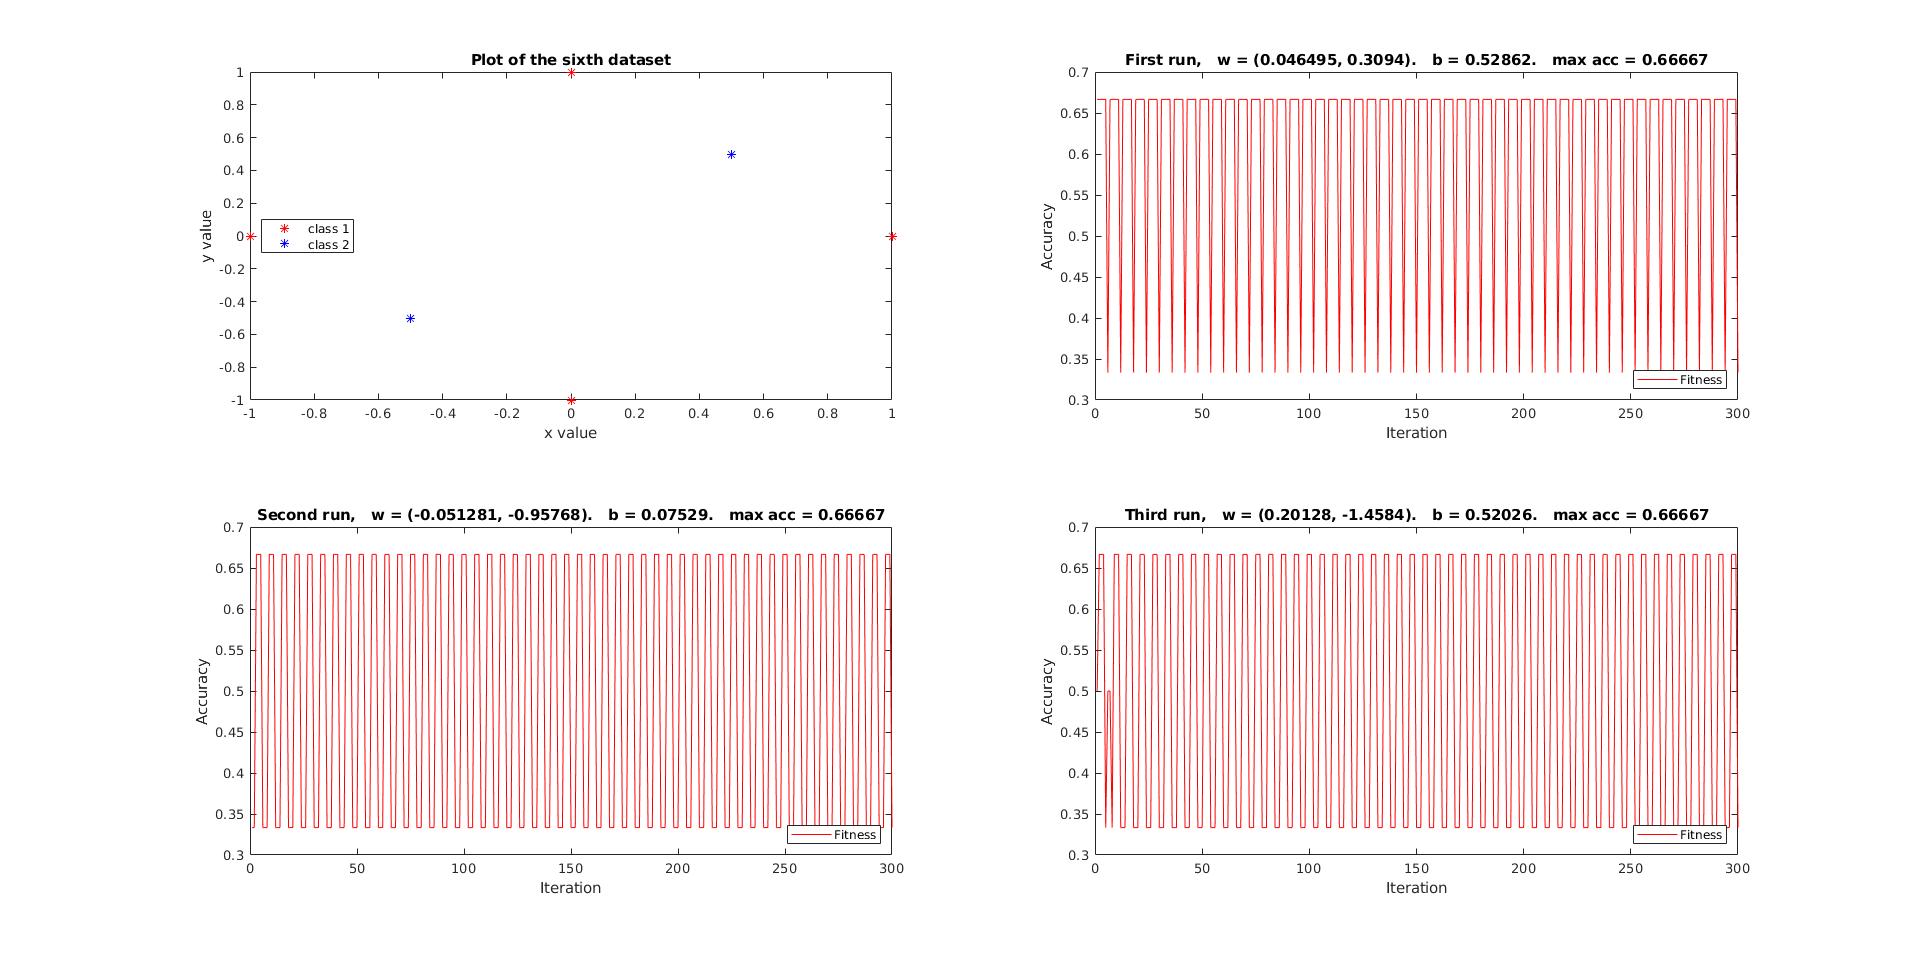 Plot of the sixth dataset
1
0.8
0.6
0.4
0.2
0
-0.2
-0.4
-0.6
-0.8
-1
y value
class 1
class 2
-1 -0.8 -0.6 -0.4 -0.2 0 0.2 0.4 0.6 0.8 1
x value
First run, w = (0.046495, 0.3094). b = 0.52862. max acc = 0.66667
0.7
0.65
0.6
0.55
0.5
0.45
0.4
0.35
0.3
Accuracy
Fitness
0 50 100 150 200 250 300
Iteration
Second run, w = (-0.051281, -0.95768). b = 0.07529. max acc = 0.66667
0.7
0.65
0.6
0.55
0.5
0.45
0.4
0.35
0.3
Accuracy
Fitness
0 50 100 150 200 250 300
Iteration
Third run, w = (0.20128, -1.4584). b = 0.52026. max acc = 0.66667
0.7
0.65
0.6
0.55
0.5
0.45
0.4
0.35
0.3
Accuracy
Fitness
0 50 100 150 200 250 300
Iteration